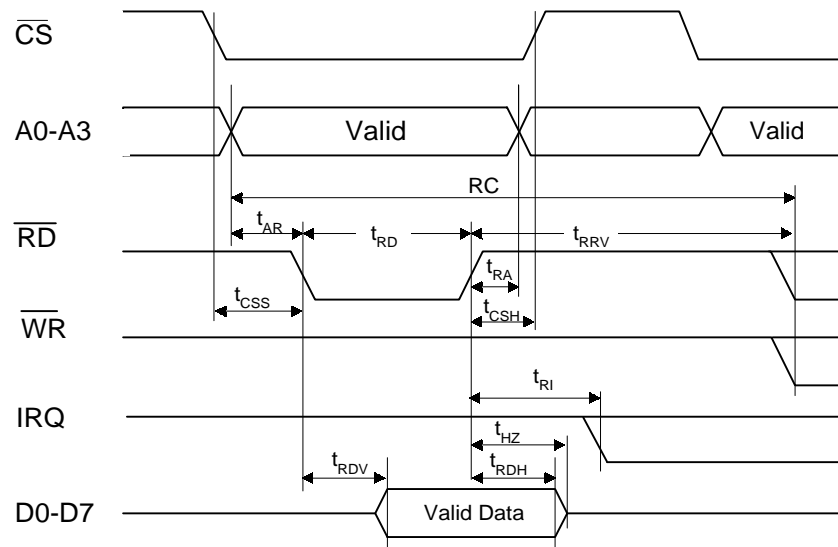 CS
A0-A3 Valid Valid
RC
tAR tRD tRRV
RD
tRA
tCSS tCSH
WR
tRI
IRQ
tHZ
tRDV tRDH
D0-D7 Valid Data